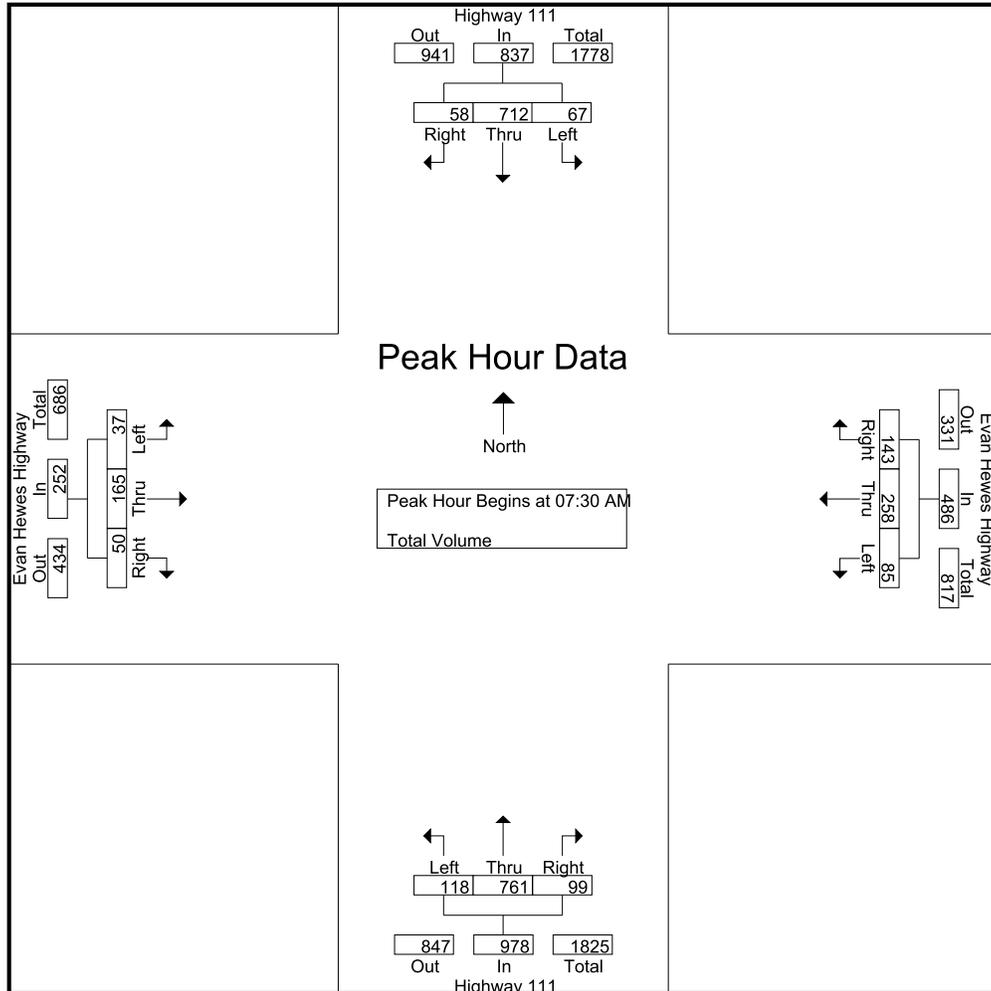 Highway 111
Out In Total
941 837 1778
58 712 67
Right Thru Left
Peak Hour Data
North
Peak Hour Begins at 07:30 AM
Total Volume
Evan Hewes Highway
Out In Total
434 252 686
37 165 50
Left Thru Right
Evan Hewes Highway
Out In Total
331 486 817
143 258 85
Right Thru Left
Left Thru Right
118 761 99
847 978 1825
Out In Total
Highway 111